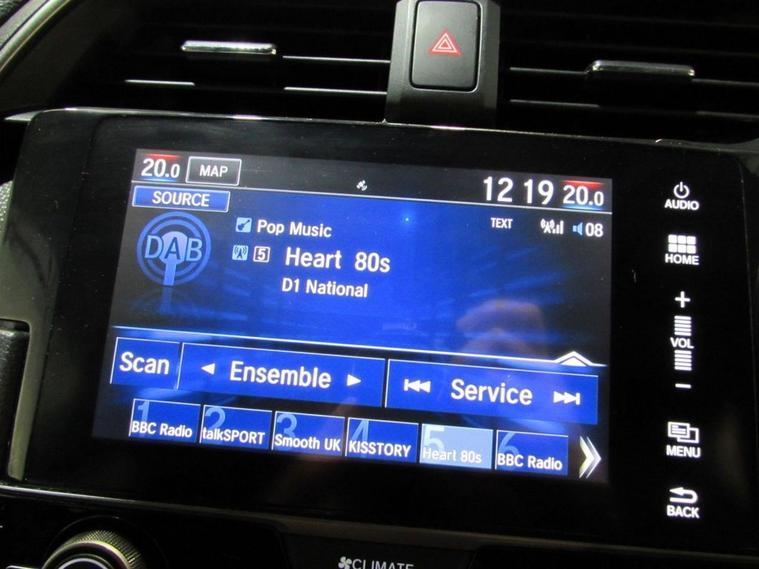 20.0 MAP 12 19 20.0
SOURCE TEXT 08
DAB Pop Music
5 Heart 80s
D1 National
Scan Ensemble Service
1 BBC Radio 2 talkSPORT 3 Smooth UK 4 KISSTORY 5 Heart 80s 6 BBC Radio
AUDIO
HOME
+
VOL
−
MENU
BACK
CLIMATE